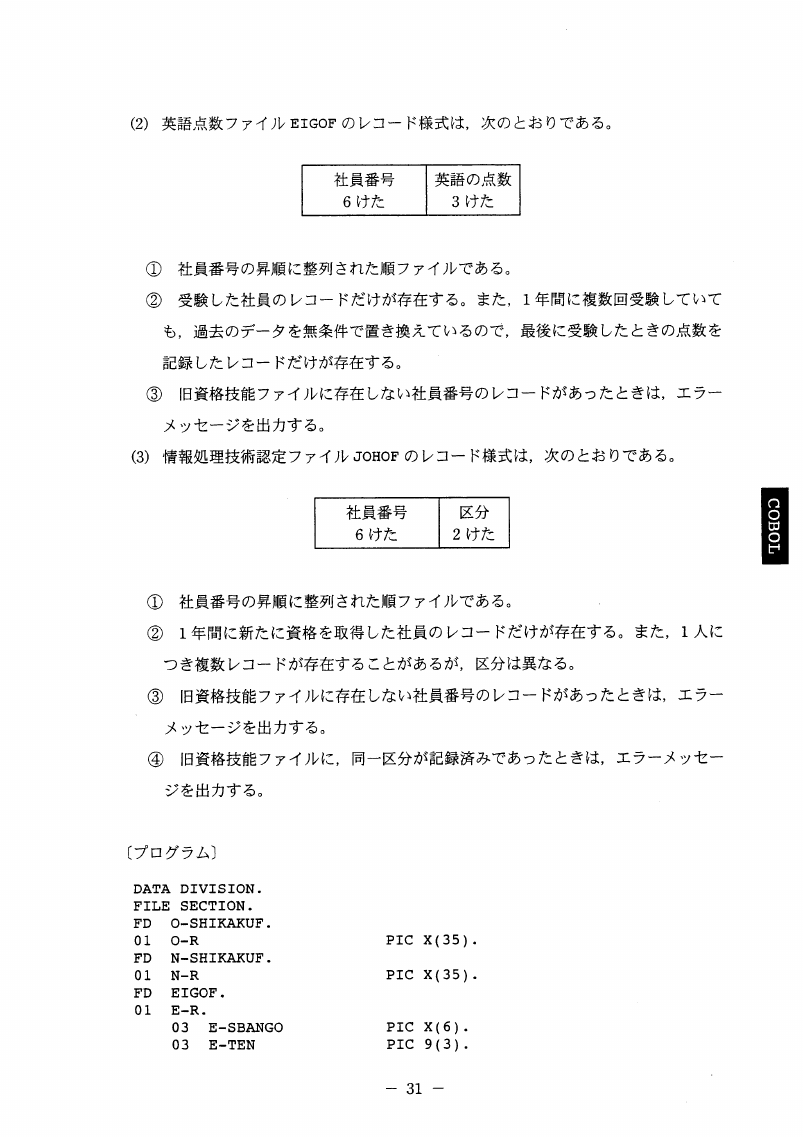 (2) 英語点数ファイル EIGOF のレコード様式は，次のとおりである。
社員番号 英語の点数
6 けた 3 けた
① 社員番号の昇順に整列された順ファイルである。
② 受験した社員のレコードだけが存在する。また，1 年間に複数回受験していて
も，過去のデータを無条件で置き換えているので，最後に受験したときの点数を
記録したレコードだけが存在する。
③ 旧資格技能ファイルに存在しない社員番号のレコードがあったときは，エラー
メッセージを出力する。
(3) 情報処理技術認定ファイル JOHOF のレコード様式は，次のとおりである。
社員番号 区分
6 けた 2 けた
COBOL
① 社員番号の昇順に整列された順ファイルである。
② 1 年間に新たに資格を取得した社員のレコードだけが存在する。また，1 人に
つき複数レコードが存在することがあるが，区分は異なる。
③ 旧資格技能ファイルに存在しない社員番号のレコードがあったときは，エラー
メッセージを出力する。
④ 旧資格技能ファイルに，同一区分が記録済みであったときは，エラーメッセー
ジを出力する。
〔プログラム〕
DATA DIVISION.
FILE SECTION.
FD O-SHIKAKUF.
01 O-R PIC X(35).
FD N-SHIKAKUF.
01 N-R PIC X(35).
FD EIGOF.
01 E-R.
03 E-SBANGO PIC X(6).
03 E-TEN PIC 9(3).
— 31 —